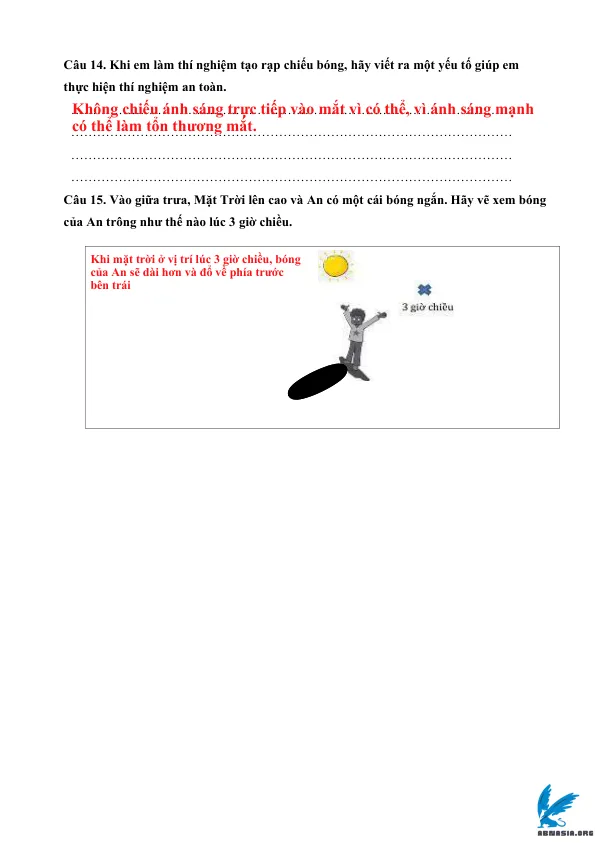 Câu 14. Khi em làm thí nghiệm tạo rạp chiếu bóng, hãy viết ra một yếu tố giúp em
thực hiện thí nghiệm an toàn.
Không chiếu ánh sáng trực tiếp vào mắt vì có thể, vì ánh sáng mạnh
có thể làm tổn thương mắt.
Câu 15. Vào giữa trưa, Mặt Trời lên cao và An có một cái bóng ngắn. Hãy vẽ xem bóng
của An trông như thế nào lúc 3 giờ chiều.
Khi mặt trời ở vị trí lúc 3 giờ chiều, bóng
của An sẽ dài hơn và đổ về phía trước
bên trái
3 giờ chiều
ABNASIA.ORG